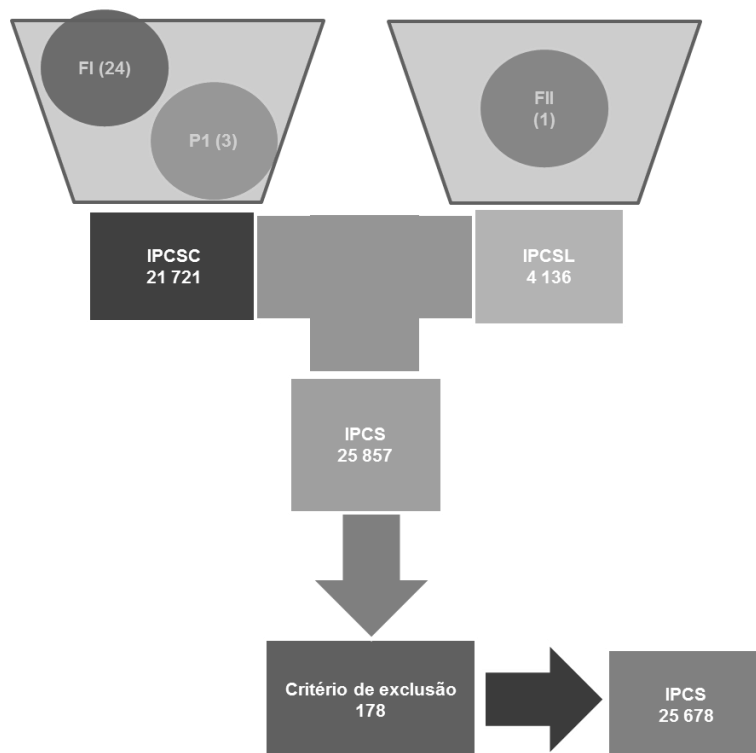 FI (24)
P1 (3)
FII
(1)
IPCSC
21 721
IPCSL
4 136
IPCS
25 857
Critério de exclusão
178
IPCS
25 678